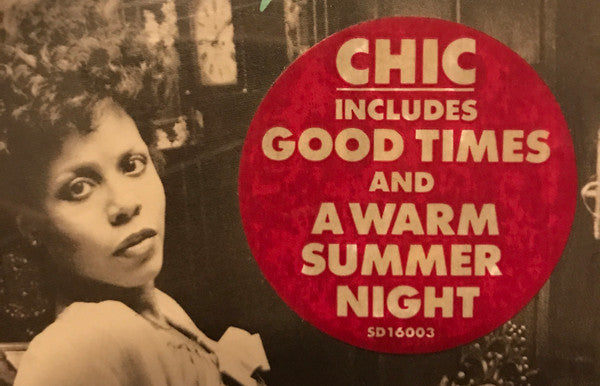 CHIC
INCLUDES
GOOD TIMES
AND
A WARM
SUMMER
NIGHT
SD16003